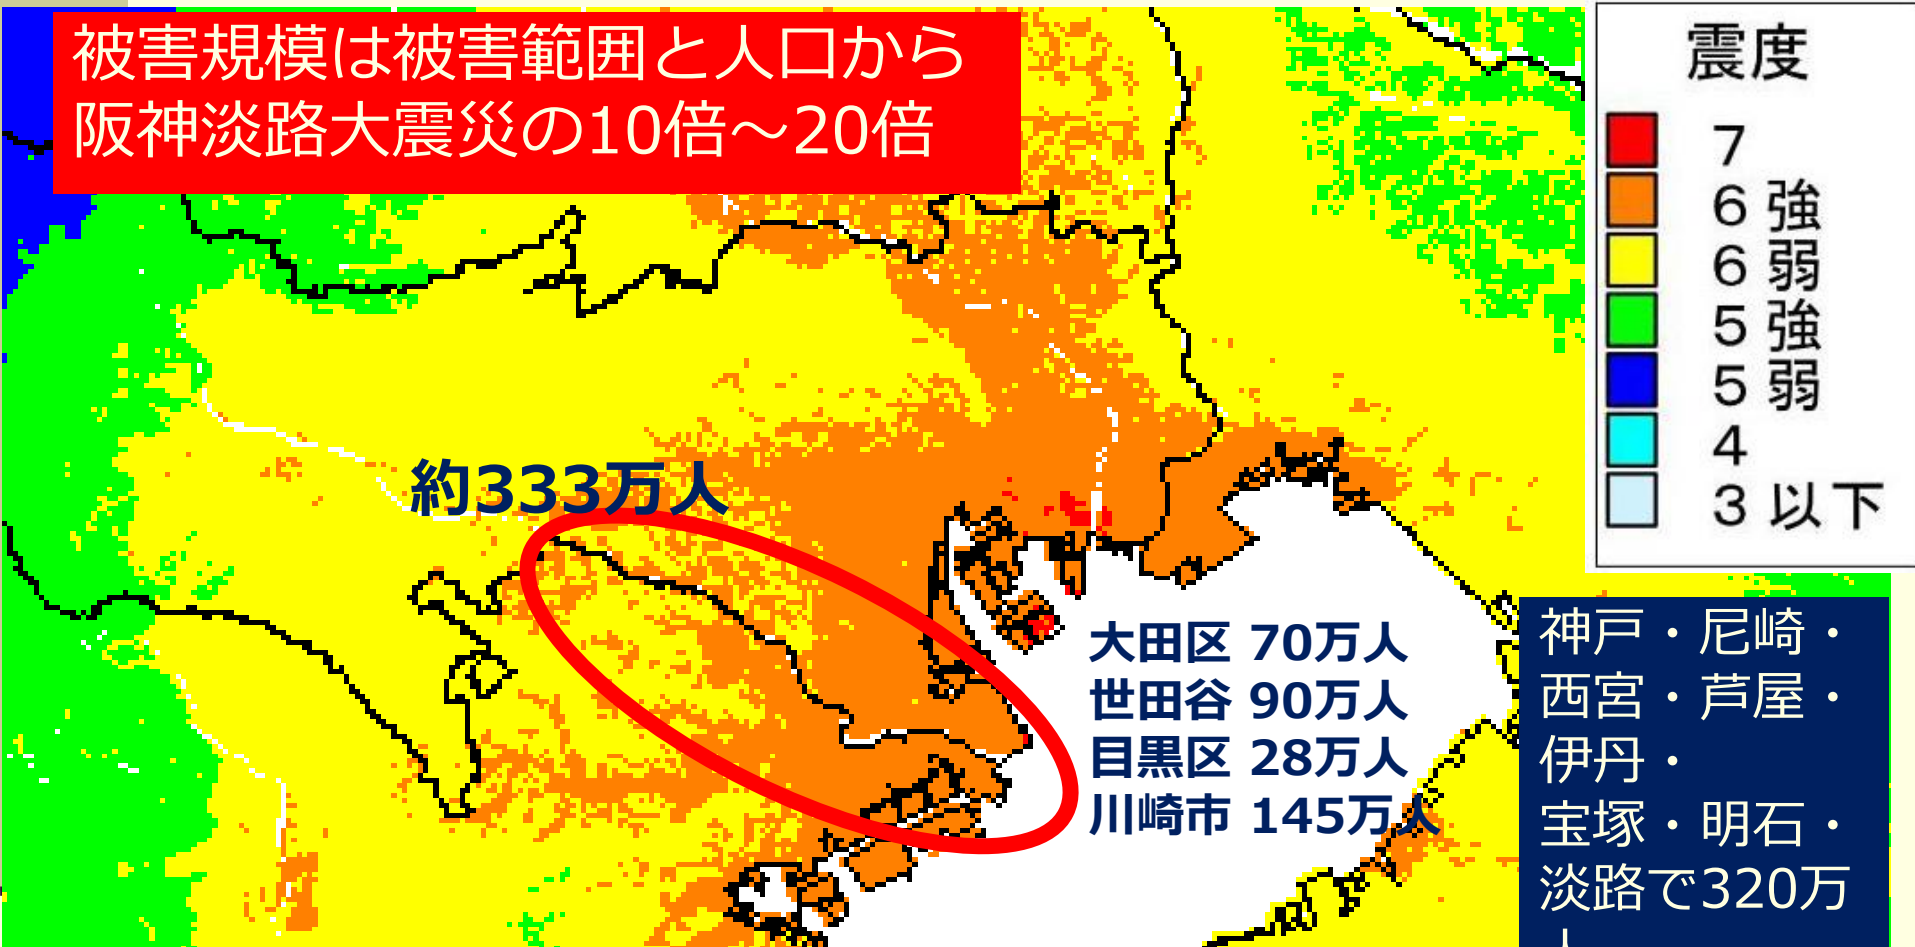 被害規模は被害範囲と人口から
阪神淡路大震災の10倍～20倍
震度
7
6 強
6 弱
5 強
5 弱
4
3 以下
約333万人
大田区 70万人
世田谷 90万人
目黒区 28万人
川崎市 145万人
神戸・尼崎・
西宮・芦屋・
伊丹・
宝塚・明石・
淡路で320万